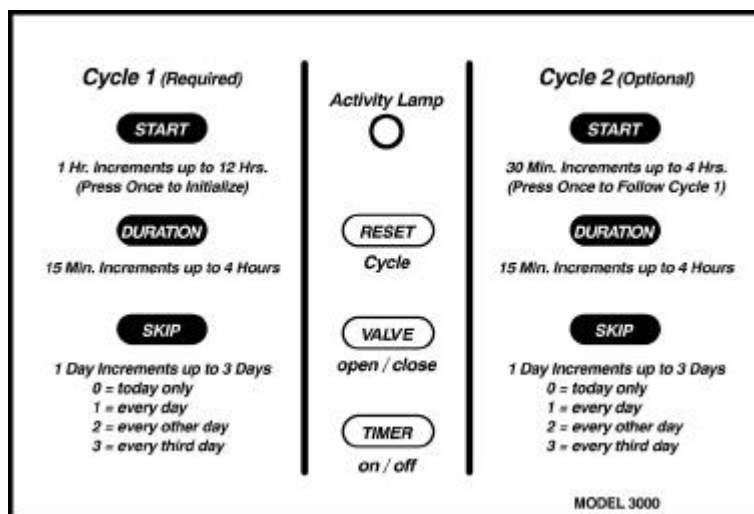 Cycle 1 (Required)
START
1 Hr. Increments up to 12 Hrs.
(Press Once to Initialize)
DURATION
15 Min. Increments up to 4 Hours
SKIP
1 Day Increments up to 3 Days
0 = today only
1 = every day
2 = every other day
3 = every third day
Activity Lamp
RESET
Cycle
VALVE
open / close
TIMER
on / off
Cycle 2 (Optional)
START
30 Min. Increments up to 4 Hrs.
(Press Once to Follow Cycle 1)
DURATION
15 Min. Increments up to 4 Hours
SKIP
1 Day Increments up to 3 Days
0 = today only
1 = every day
2 = every other day
3 = every third day
MODEL 3000